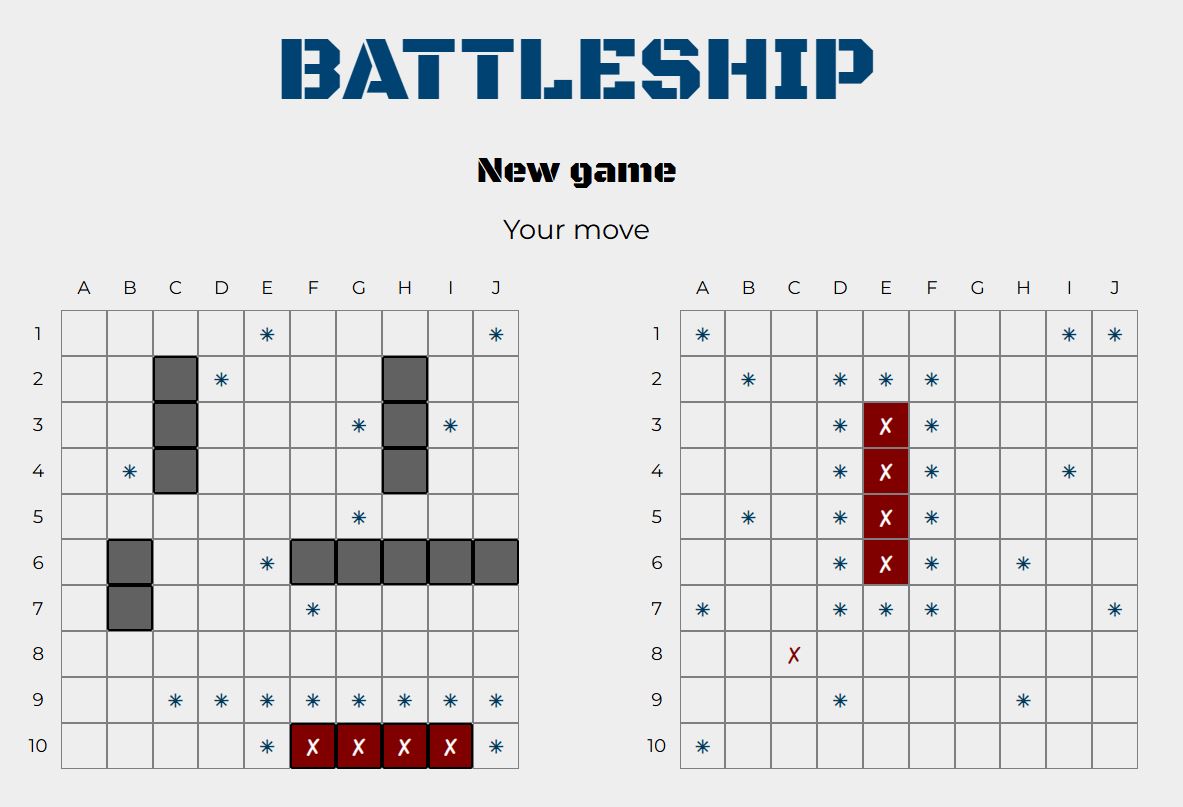 BATTLESHIP
New game
Your move
A B C D E F G H I J
1 ✳ ✳
2 ✳
3 ✳ ✳
4 ✳
5 ✳
6 ✳
7 ✳
8
9 ✳ ✳ ✳ ✳ ✳ ✳ ✳ ✳
10 ✳ ✗ ✗ ✗ ✗ ✳
A B C D E F G H I J
1 ✳ ✳ ✳
2 ✳ ✳ ✳ ✳
3 ✳ ✗ ✳
4 ✳ ✗ ✳ ✳
5 ✳ ✳ ✗ ✳
6 ✳ ✗ ✳ ✳
7 ✳ ✳ ✳ ✳ ✳
8 ✗
9 ✳ ✳
10 ✳